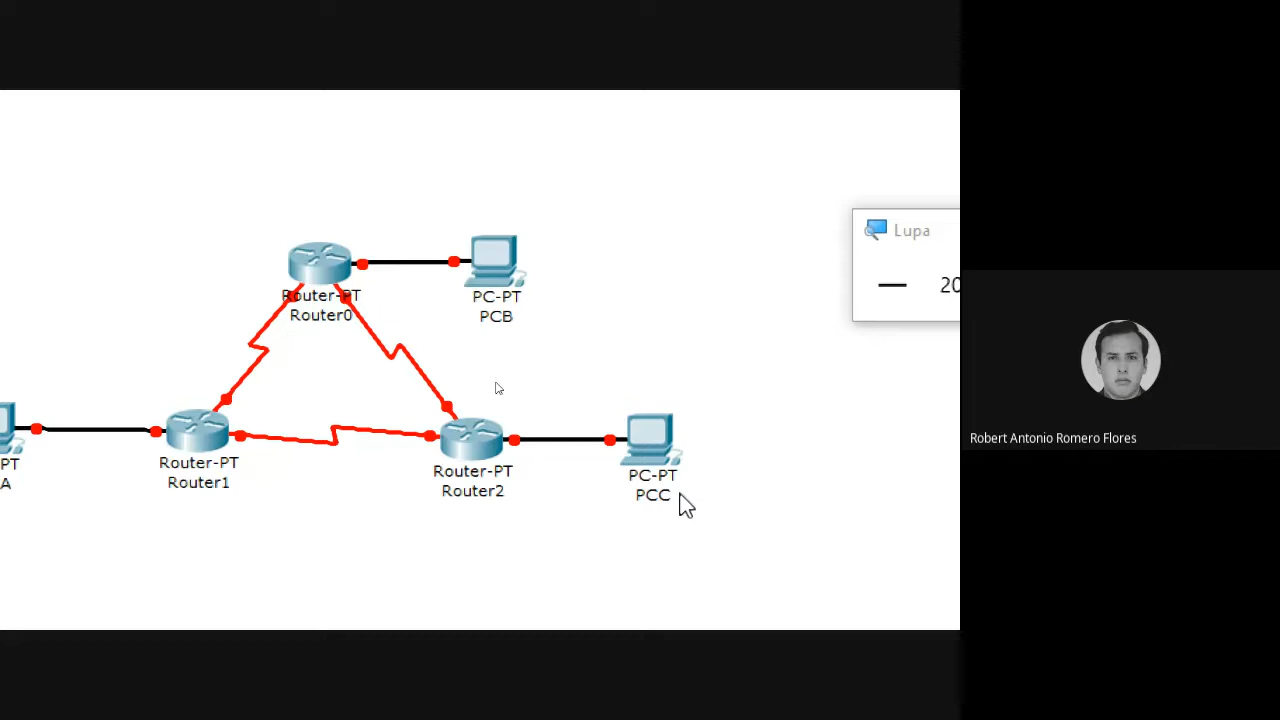 Lupa
20
Router-PT
Router0
PC-PT
PCB
Router-PT
Router1
Router-PT
Router2
PC-PT
PCC
PT
A
Robert Antonio Romero Flores